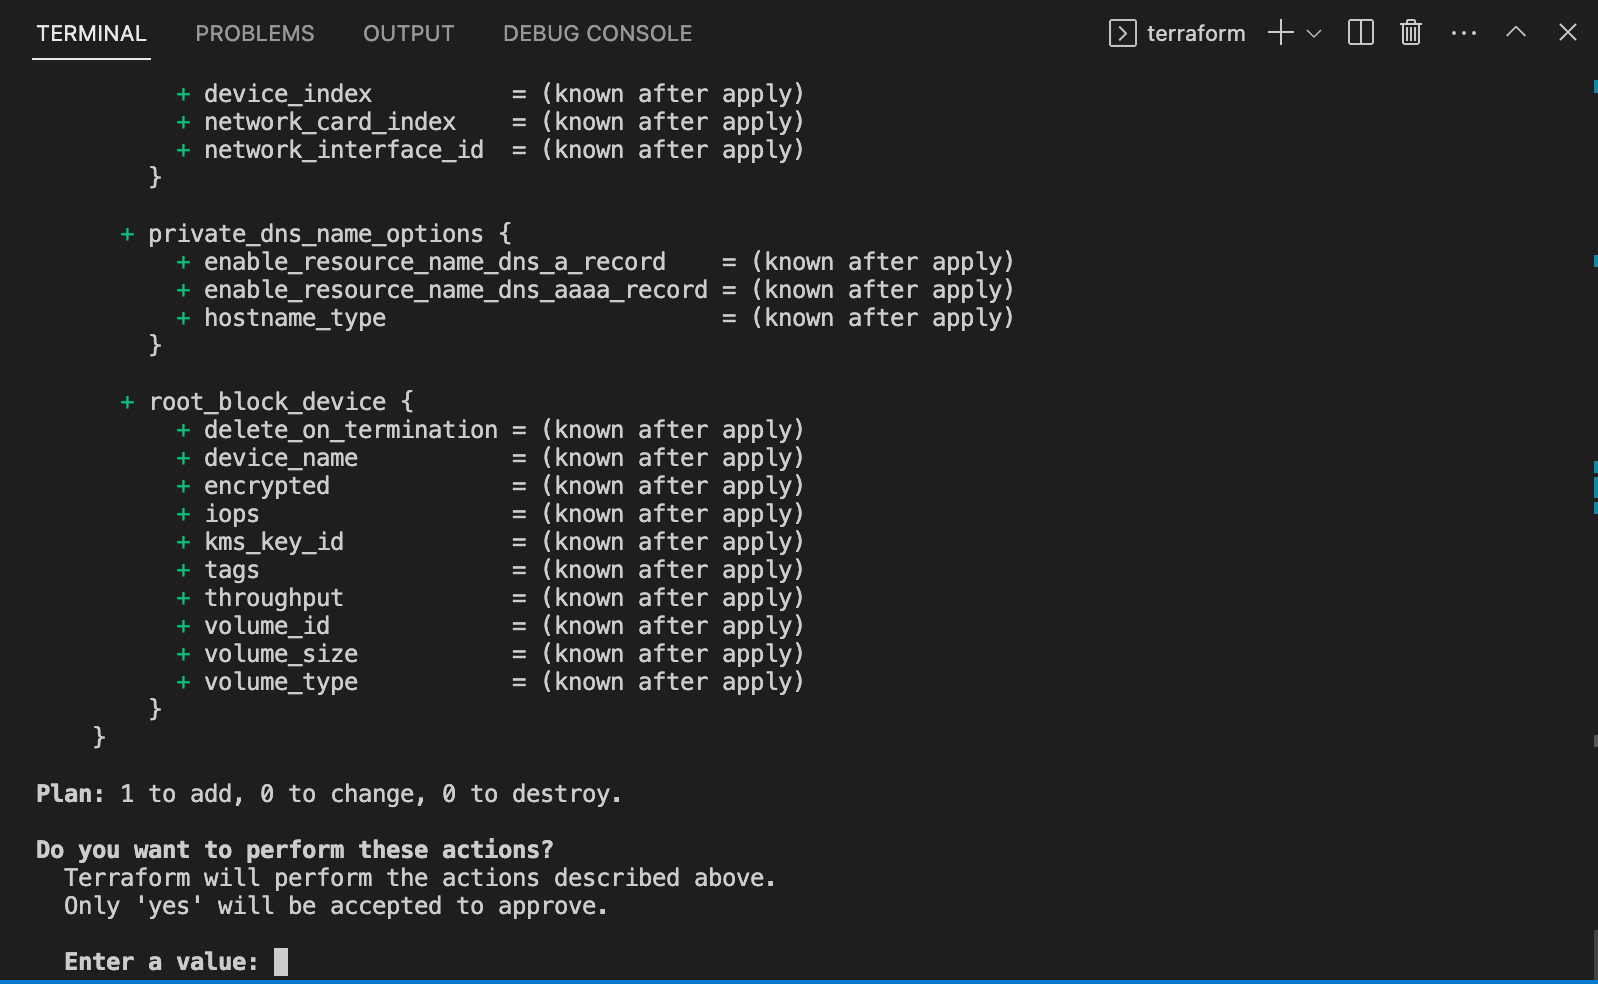 TERMINAL PROBLEMS OUTPUT DEBUG CONSOLE terraform
+ device_index = (known after apply)
+ network_card_index = (known after apply)
+ network_interface_id = (known after apply)
}
+ private_dns_name_options {
+ enable_resource_name_dns_a_record = (known after apply)
+ enable_resource_name_dns_aaaa_record = (known after apply)
+ hostname_type = (known after apply)
}
+ root_block_device {
+ delete_on_termination = (known after apply)
+ device_name = (known after apply)
+ encrypted = (known after apply)
+ iops = (known after apply)
+ kms_key_id = (known after apply)
+ tags = (known after apply)
+ throughput = (known after apply)
+ volume_id = (known after apply)
+ volume_size = (known after apply)
+ volume_type = (known after apply)
}
}
Plan: 1 to add, 0 to change, 0 to destroy.
Do you want to perform these actions?
Terraform will perform the actions described above.
Only 'yes' will be accepted to approve.
Enter a value: